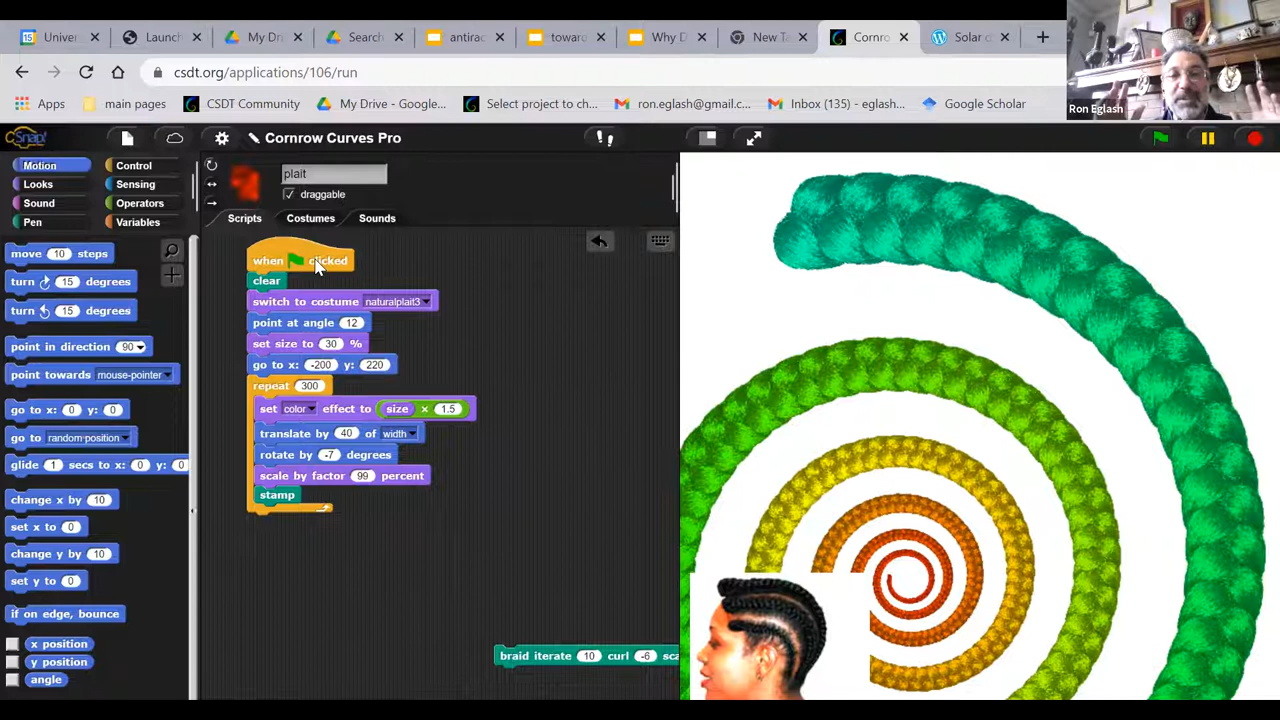 Univer
Launch
My Dri
Search
antirac
towar
Why D
New Ta
Cornro
Solar c
csdt.org/applications/106/run
Apps
main pages
CSDT Community
My Drive - Google...
Select project to ch...
ron.eglash@gmail.c...
Inbox (135) - eglash...
Google Scholar
Ron Eglash
Snap!
Cornrow Curves Pro
Motion
Control
Looks
Sensing
Sound
Operators
Pen
Variables
plait
draggable
Scripts
Costumes
Sounds
move 10 steps
turn 15 degrees
turn 15 degrees
point in direction 90
point towards mouse-pointer
go to x: 0 y: 0
go to random position
glide 1 secs to x: 0 y: 0
change x by 10
set x to 0
change y by 10
set y to 0
if on edge, bounce
x position
y position
angle
when clicked
clear
switch to costume naturalplait3
point at angle 12
set size to 30 %
go to x: -200 y: 220
repeat 300
set color effect to size × 1.5
translate by 40 of width
rotate by -7 degrees
scale by factor 99 percent
stamp
braid iterate 10 curl -6 sca